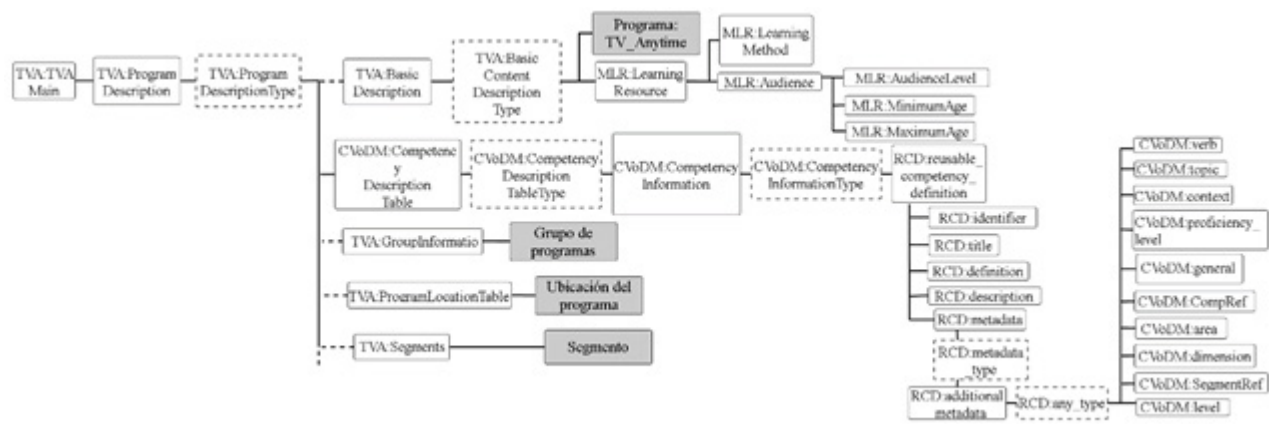 TVA:TVA
Main
TVA:Program
Description
TVA:Program
DescriptionType
TVA:Basic
Description
TVA:Basic
Content
Description
Type
Programa:
TV_Anytime
MLR:Learning
Resource
MLR:Learning
Method
MLR:Audience
MLR:AudienceLevel
MLR:MinimumAge
MLR:MaximumAge
CVoDM:Competenc
y
Description
Table
CVoDM:Competency
Description
TableType
CVoDM:Competency
Information
CVoDM:Competency
InformationType
RCD:reusable_
competency_
definition
RCD:identifier
RCD:title
RCD:definition
RCD:description
RCD:metadata
RCD:metadata
_type
RCD:additional
metadata
RCD:any_type
CVoDM:verb
CVoDM:topic
CVoDM:context
CVoDM:proficiency_
level
CVoDM:general
CVoDM:CompRef
CVoDM:area
CVoDM:dimension
CVoDM:SegmentRef
CVoDM:level
TVA:GroupInformatio
Grupo de
programas
TVA:ProgramLocationTable
Ubicación del
programa
TVA:Segments
Segmento